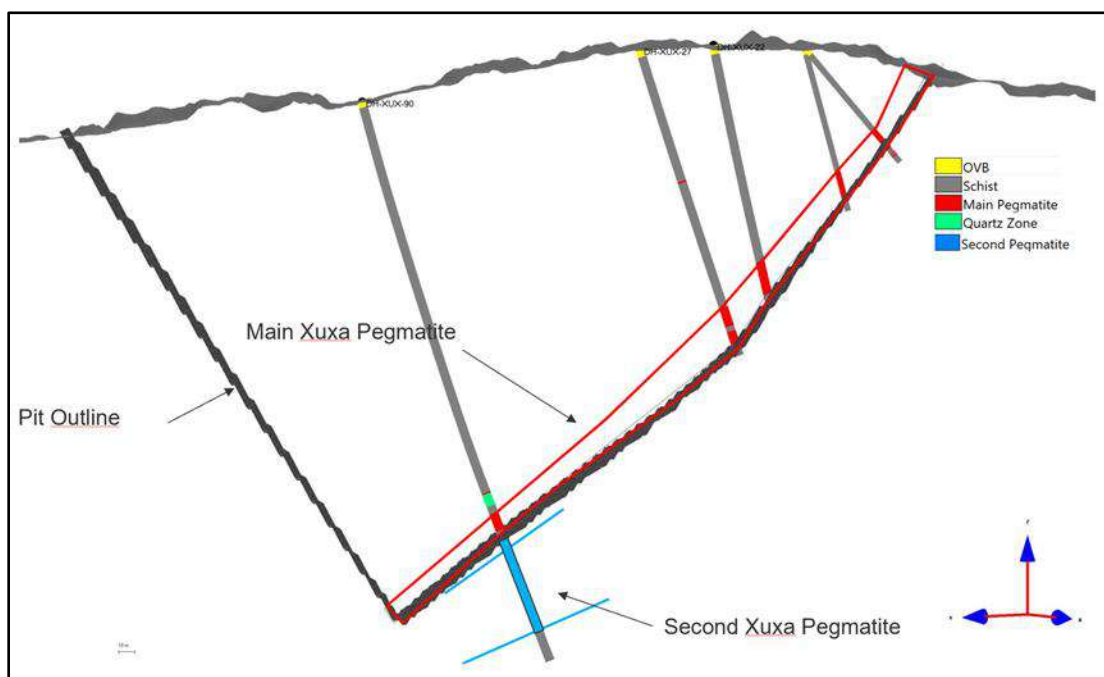 DH-XUX-27
DH-XUX-22
DH-XUX-90
OVB
Schist
Main Pegmatite
Quartz Zone
Second Peqmatite
Main Xuxa Pegmatite
Pit Outline
Second Xuxa Pegmatite